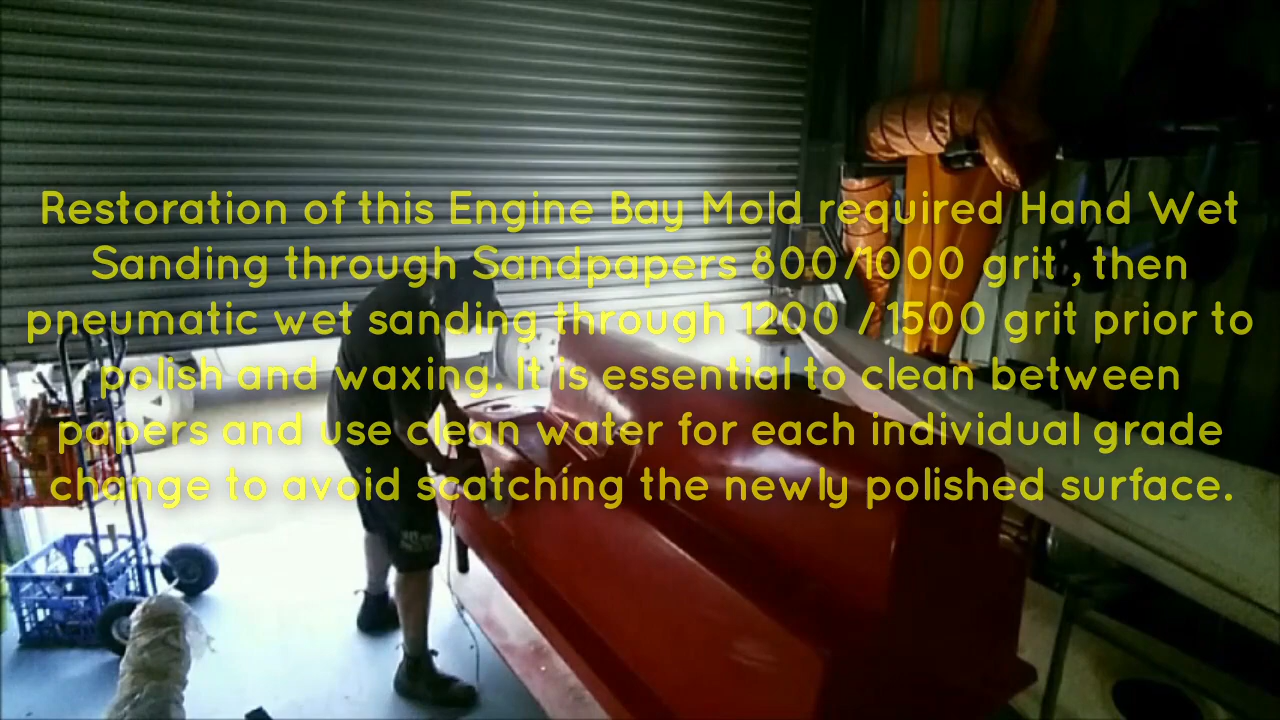 Restoration of this Engine Bay Mold required Hand Wet
Sanding through Sandpapers 800/1000 grit , then
pneumatic wet sanding through 1200 / 1500 grit prior to
polish and waxing. It is essential to clean between
papers and use clean water for each individual grade
change to avoid scatching the newly polished surface.